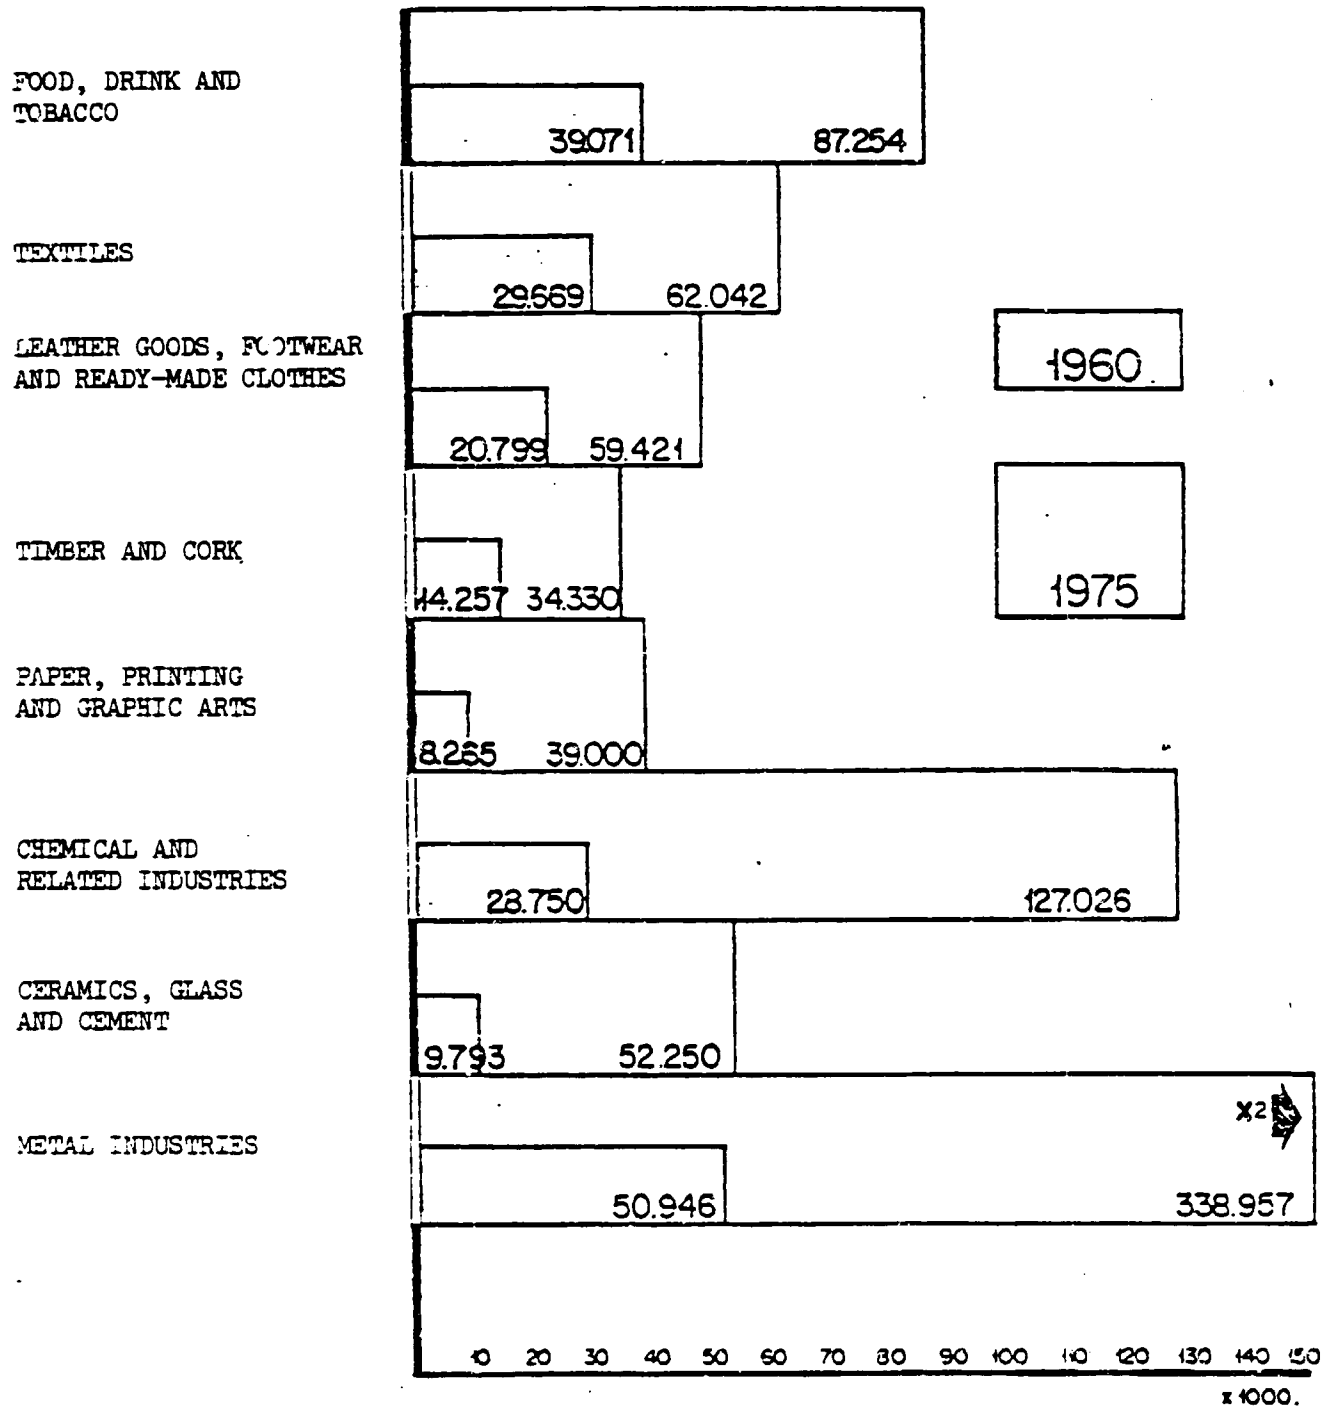 FOOD, DRINK AND
TOBACCO
39.071 87.254
TEXTILES
29.669 62.042
LEATHER GOODS, FOOTWEAR
AND READY-MADE CLOTHES
20.799 59.421
1960
TIMBER AND CORK
14.257 34.330
1975
PAPER, PRINTING
AND GRAPHIC ARTS
8.265 39.000
CHEMICAL AND
RELATED INDUSTRIES
28.750 127.026
CERAMICS, GLASS
AND CEMENT
9.793 52.250
x2
METAL INDUSTRIES
50.946 338.957
10 20 30 40 50 60 70 80 90 100 110 120 130 140 150
x 1000.